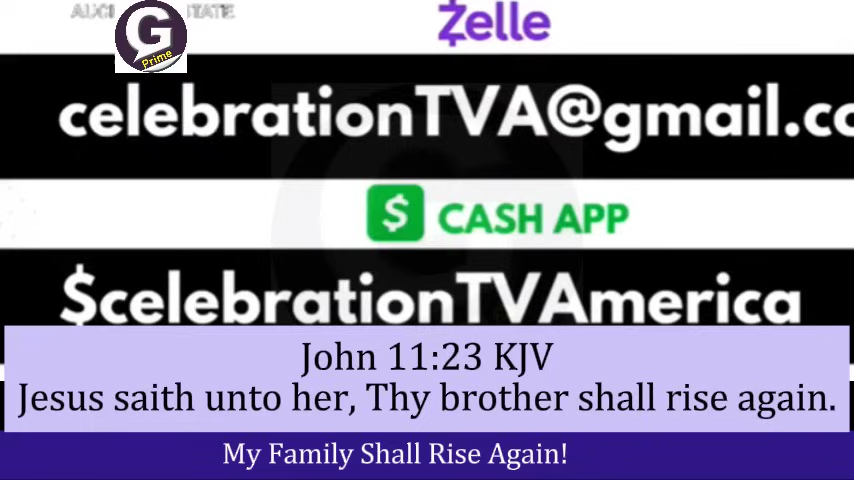 Zelle
G
Prime
celebrationTVA@gmail.co
$ CASH APP
$celebrationTVAmerica
John 11:23 KJV
Jesus saith unto her, Thy brother shall rise again.
My Family Shall Rise Again!